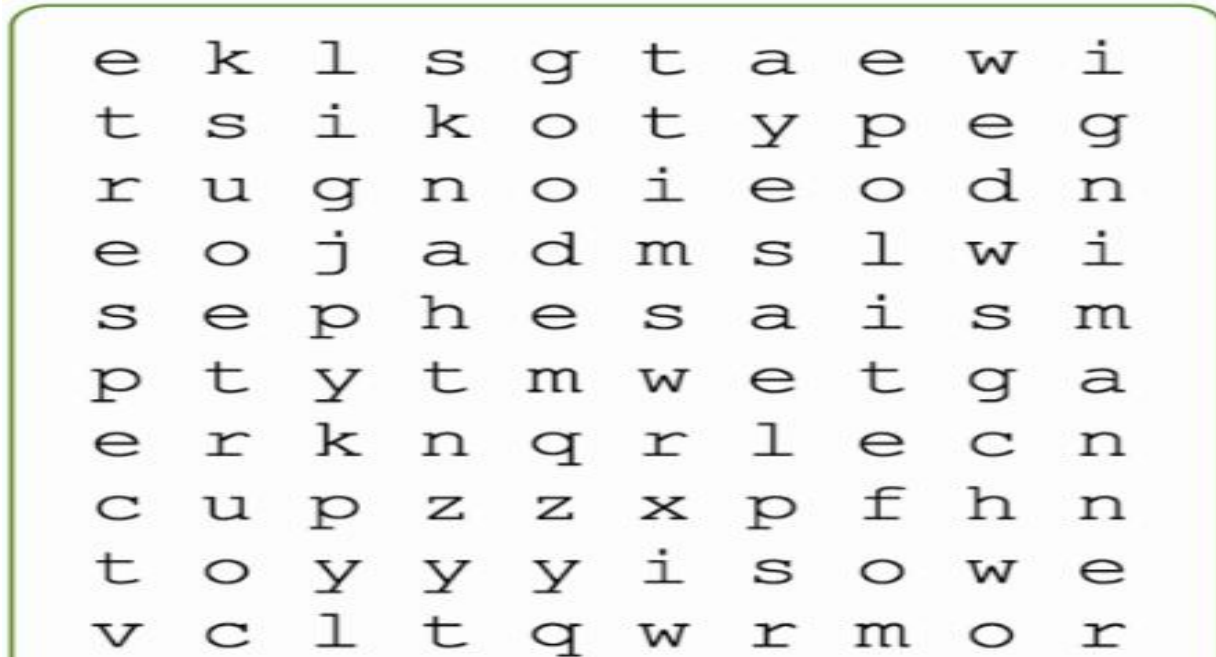 e k l s g t a e w i
t s i k o t y p e g
r u g n o i e o d n
e o j a d m s l w i
s e p h e s a i s m
p t y t m w e t g a
e r k n q r l e c n
c u p z z x p f h n
t o y y y i s o w e
v c l t q w r m o r